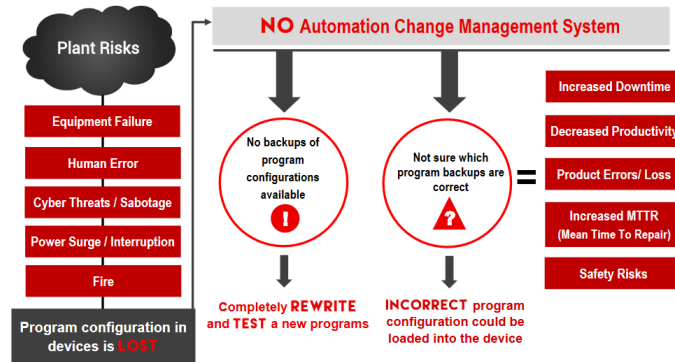 Plant Risks
Equipment Failure
Human Error
Cyber Threats / Sabotage
Power Surge / Interruption
Fire
Program configuration in
devices is LOST
NO Automation Change Management System
No backups of
program
configurations
available
!
Completely REWRITE
and TEST a new programs
Not sure which
program backups are
correct
?
INCORRECT program
configuration could be
loaded into the device
=
Increased Downtime
Decreased Productivity
Product Errors/ Loss
Increased MTTR
(Mean Time To Repair)
Safety Risks